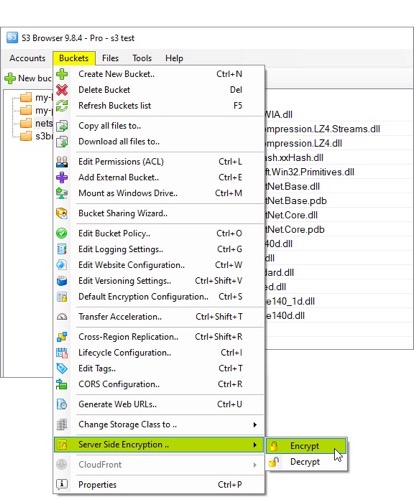 S3 Browser 9.8.4 - Pro - s3 test
Accounts Buckets Files Tools Help
New buc
Create New Bucket.. Ctrl+N
Delete Bucket Del
Refresh Buckets list F5
Copy all files to..
Download all files to..
Edit Permissions (ACL) Ctrl+L
Add External Bucket.. Ctrl+E
Mount as Windows Drive.. Ctrl+M
Bucket Sharing Wizard..
Edit Bucket Policy.. Ctrl+O
Edit Logging Settings.. Ctrl+G
Edit Website Configuration.. Ctrl+W
Edit Versioning Settings.. Ctrl+Shift+V
Default Encryption Configuration.. Ctrl+S
Transfer Acceleration.. Ctrl+Shift+T
Cross-Region Replication.. Ctrl+Shift+R
Lifecycle Configuration.. Ctrl+I
Edit Tags.. Ctrl+T
CORS Configuration.. Ctrl+R
Generate Web URLs.. Ctrl+U
Change Storage Class to ..
Server Side Encryption ..
CloudFront
Properties Ctrl+P
Encrypt
Decrypt
my-
my-
nets
s3b
WIA.dll
mpression.LZ4.Streams.dll
mpression.LZ4.dll
sh.xxHash.dll
ft.Win32.Primitives.dll
tNet.Base.dll
tNet.Base.pdb
tNet.Core.dll
tNet.Core.pdb
40d.dll
dll
dard.dll
ed.dll
e140_1d.dll
e140d.dll